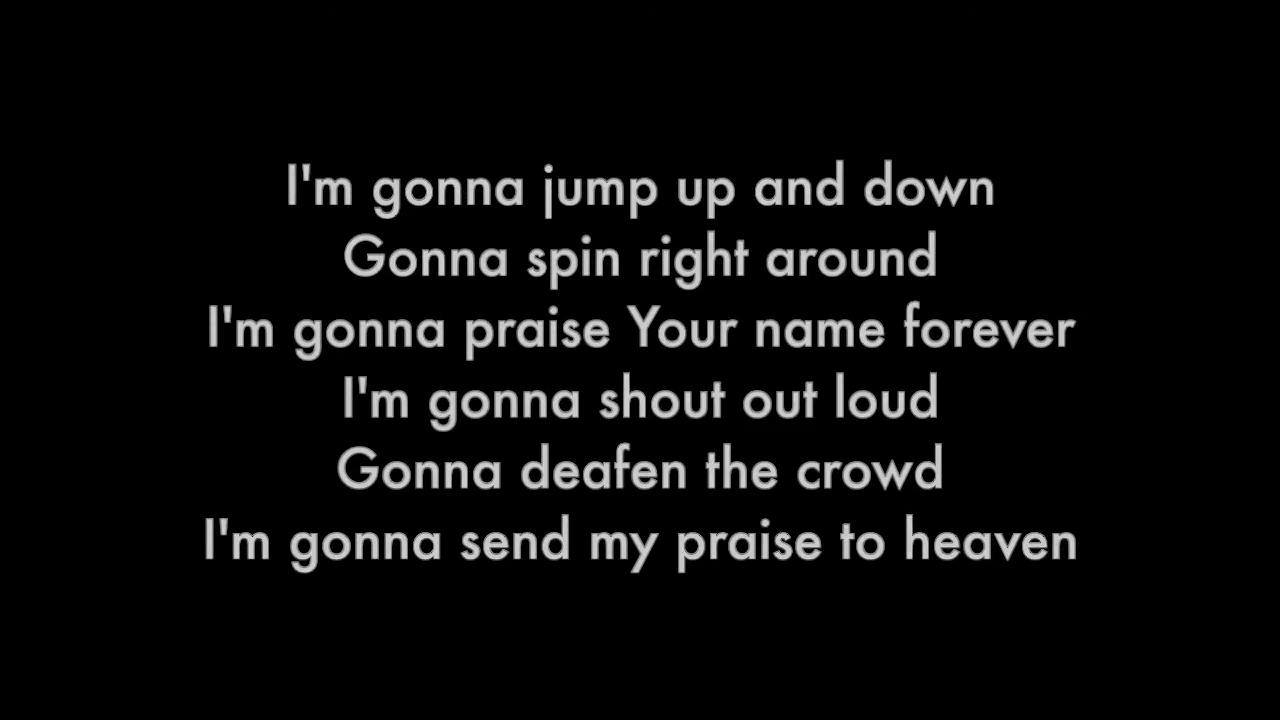 I'm gonna jump up and down
Gonna spin right around
I'm gonna praise Your name forever
I'm gonna shout out loud
Gonna deafen the crowd
I'm gonna send my praise to heaven